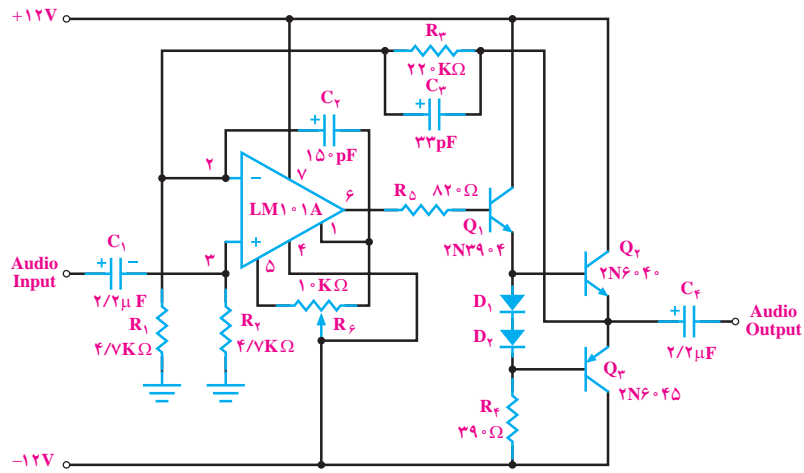 +۱۲V
R۳
۲۲۰KΩ
C۳
+
۳۳pF
C۲
+
۱۵۰pF
۲
−
۷
LM۱۰۱A
۶
۱
R۵ ۸۲۰Ω
Q۱
۲N۳۹۰۴
Q۲
۲N۶۰۴۰
C۱
+ −
۲/۲μF
Audio
Input
۳
+
۵
۴
۱۰KΩ
R۶
R۱
۴/۷KΩ
R۲
۴/۷KΩ
D۱
D۲
C۴
+
۲/۲μF
Audio
Output
Q۳
۲N۶۰۴۵
R۴
۳۹۰Ω
−۱۲V